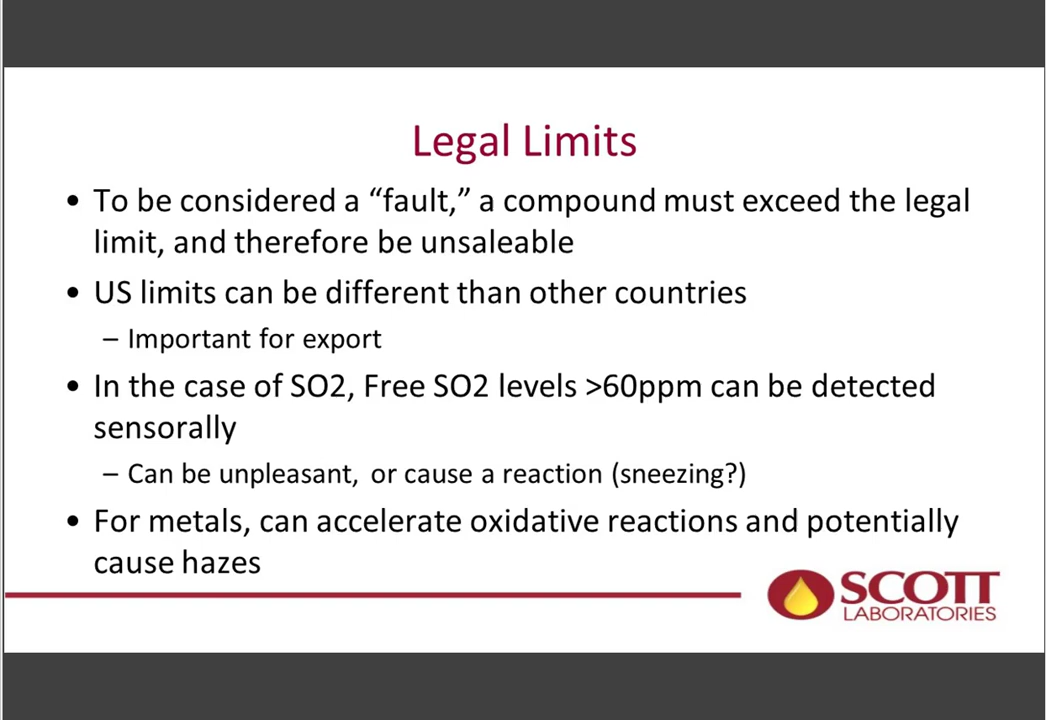 Legal Limits
• To be considered a “fault,” a compound must exceed the legal
limit, and therefore be unsaleable
• US limits can be different than other countries
– Important for export
• In the case of SO2, Free SO2 levels >60ppm can be detected
sensorally
– Can be unpleasant, or cause a reaction (sneezing?)
• For metals, can accelerate oxidative reactions and potentially
cause hazes
SCOTT
LABORATORIES